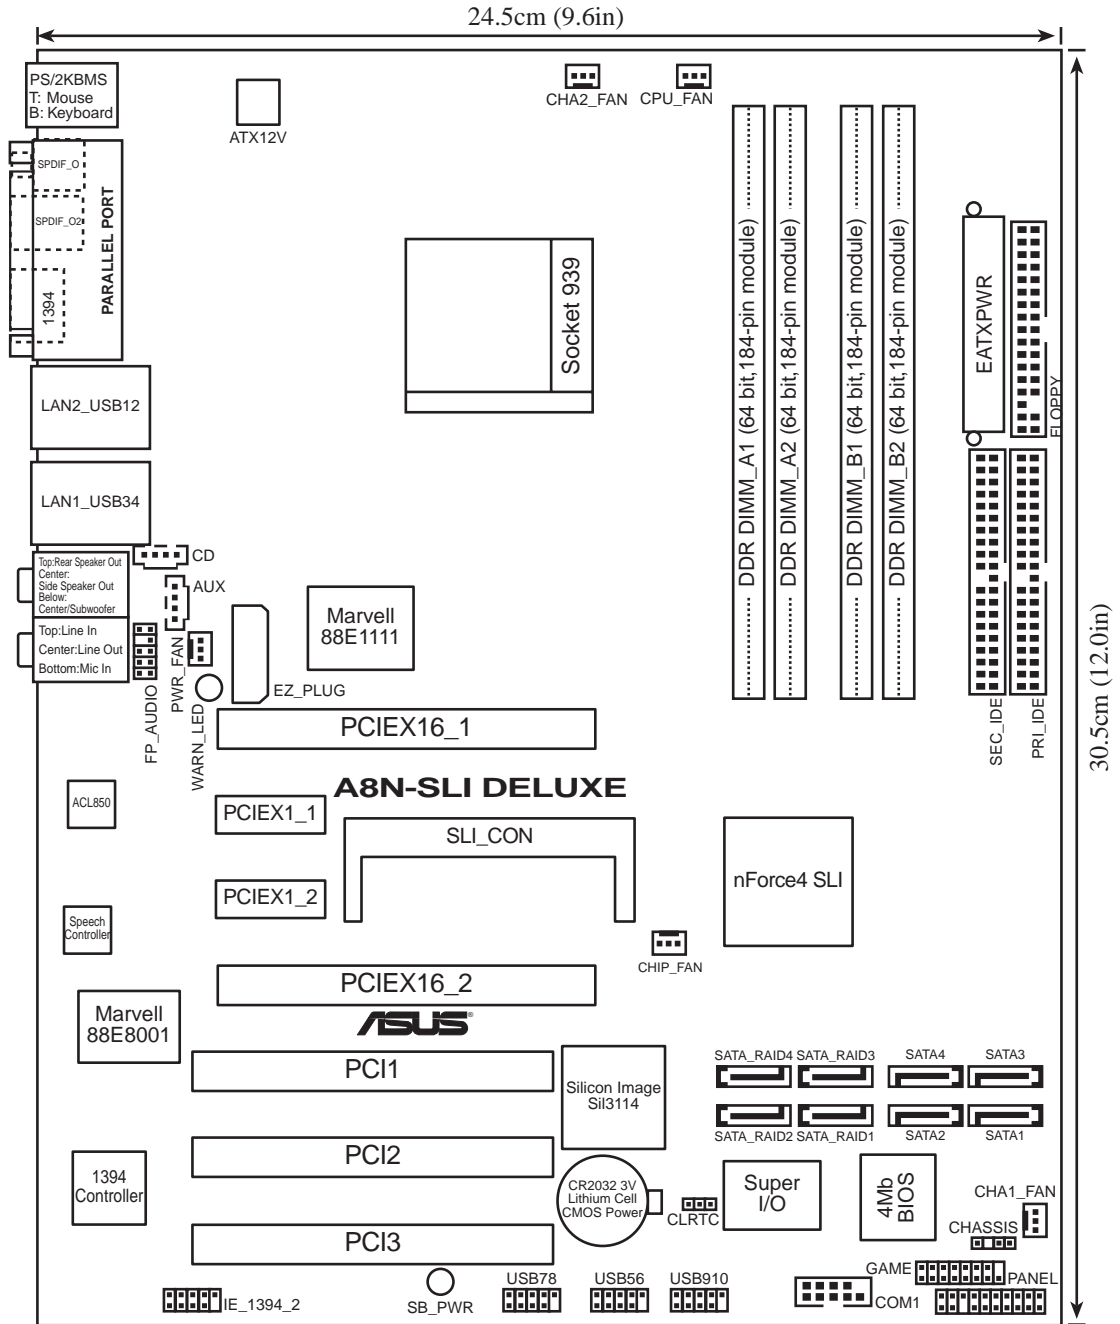 24.5cm (9.6in)
PS/2KBMS
T: Mouse
B: Keyboard
ATX12V
CHA2_FAN
CPU_FAN
SPDIF_O
SPDIF_O2
1394
PARALLEL PORT
Socket 939
DDR DIMM_A1 (64 bit,184-pin module)
DDR DIMM_A2 (64 bit,184-pin module)
DDR DIMM_B1 (64 bit,184-pin module)
DDR DIMM_B2 (64 bit,184-pin module)
EATXPWR
FLOPPY
LAN2_USB12
LAN1_USB34
CD
Top:Rear Speaker Out
Center:
Side Speaker Out
Below:
Center/Subwoofer
AUX
Top:Line In
Center:Line Out
Bottom:Mic In
FP_AUDIO
PWR_FAN
WARN_LED
EZ_PLUG
Marvell
88E1111
SEC_IDE
PRI_IDE
30.5cm (12.0in)
PCIEX16_1
A8N-SLI DELUXE
ACL850
PCIEX1_1
SLI_CON
nForce4 SLI
PCIEX1_2
Speech
Controller
CHIP_FAN
PCIEX16_2
ASUS®
Marvell
88E8001
PCI1
Silicon Image
Sil3114
SATA_RAID4
SATA_RAID3
SATA4
SATA3
SATA_RAID2
SATA_RAID1
SATA2
SATA1
PCI2
1394
Controller
CR2032 3V
Lithium Cell
CMOS Power
CLRTC
Super
I/O
4Mb
BIOS
CHA1_FAN
CHASSIS
PCI3
GAME
PANEL
IE_1394_2
SB_PWR
USB78
USB56
USB910
COM1